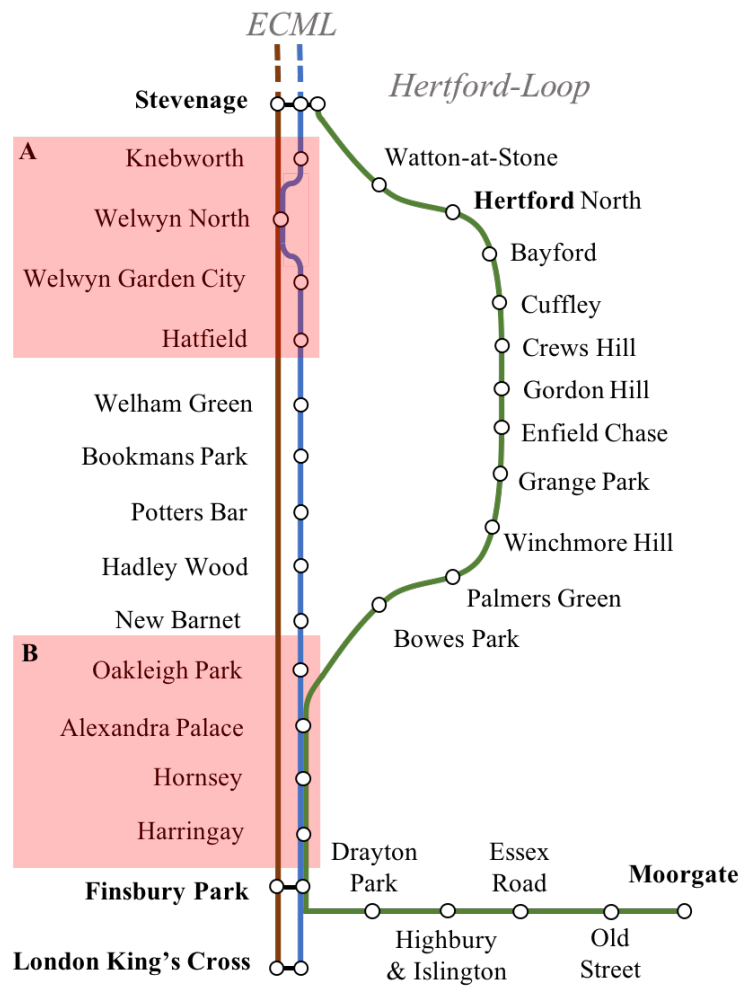 ECML
Hertford-Loop
Stevenage
A
Knebworth
Watton-at-Stone
Hertford North
Welwyn North
Bayford
Welwyn Garden City
Cuffley
Hatfield
Crews Hill
Gordon Hill
Welham Green
Enfield Chase
Bookmans Park
Grange Park
Potters Bar
Winchmore Hill
Hadley Wood
Palmers Green
New Barnet
Bowes Park
B
Oakleigh Park
Alexandra Palace
Hornsey
Harringay
Drayton
Park
Essex
Road
Moorgate
Finsbury Park
Highbury
& Islington
Old
Street
London King's Cross